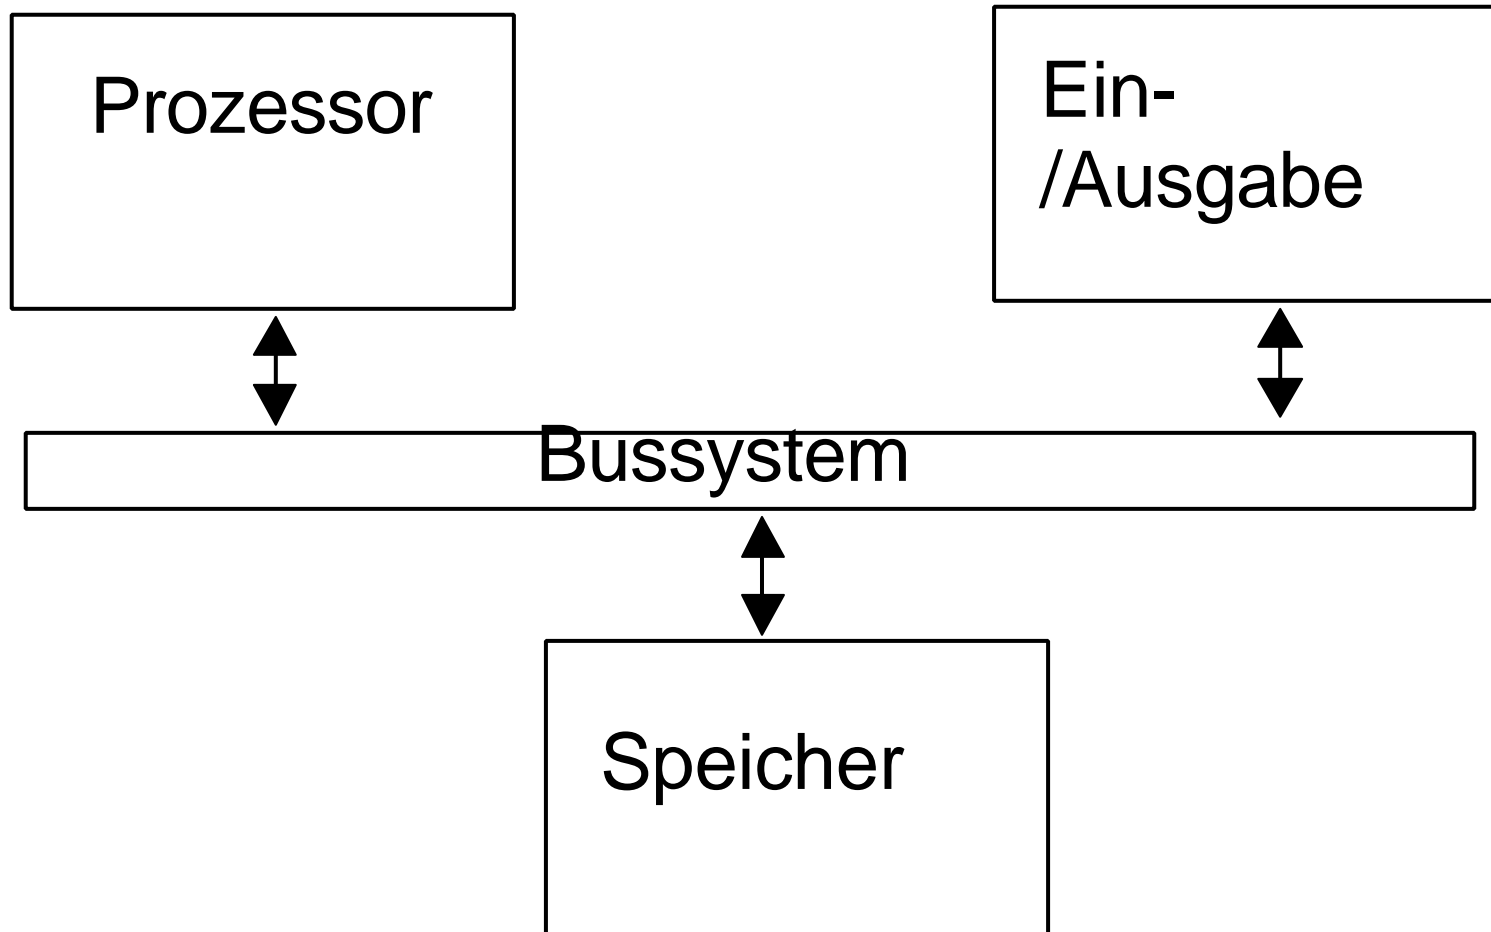 Prozessor
Ein-
/Ausgabe
Bussystem
Speicher